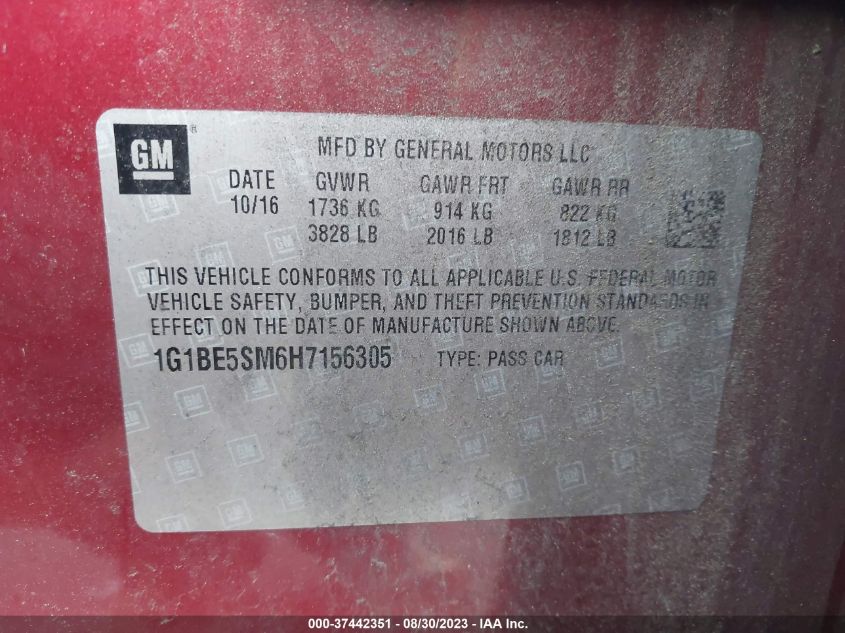 GM ®
MFD BY GENERAL MOTORS LLC
DATE GVWR GAWR FRT GAWR RR
10/16 1736 KG 914 KG 822 KG
3828 LB 2016 LB 1812 LB
THIS VEHICLE CONFORMS TO ALL APPLICABLE U.S. FEDERAL MOTOR
VEHICLE SAFETY, BUMPER, AND THEFT PREVENTION STANDARDS IN
EFFECT ON THE DATE OF MANUFACTURE SHOWN ABOVE.
1G1BE5SM6H7156305 TYPE: PASS CAR
000-37442351 - 08/30/2023 - IAA Inc.